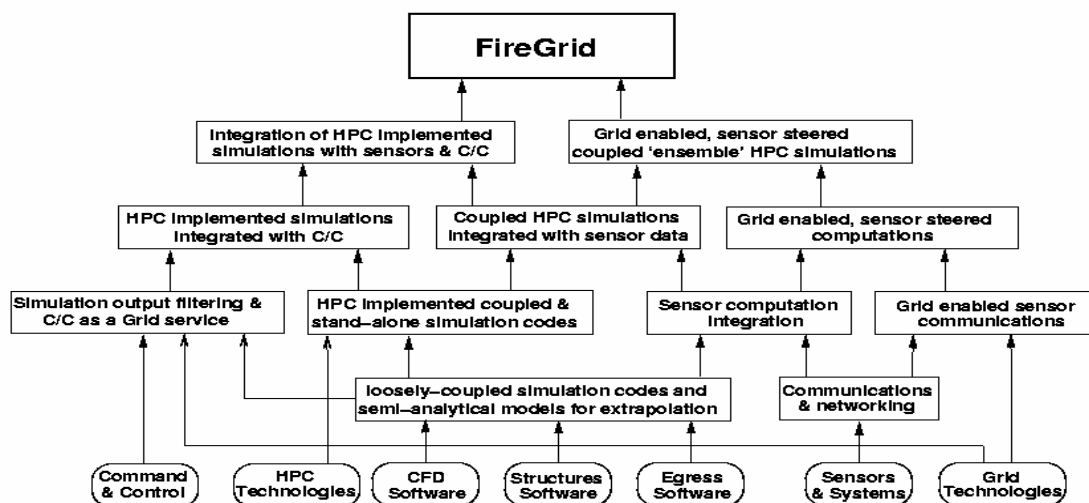 FireGrid
Integration of HPC Implemented
simulations with sensors & C/C
Grid enabled, sensor steered
coupled ‘ensemble’ HPC simulations
HPC Implemented simulations
Integrated with C/C
Coupled HPC simulations
Integrated with sensor data
Grid enabled, sensor steered
computations
Simulation output filtering &
C/C as a Grid service
HPC Implemented coupled &
stand–alone simulation codes
Sensor computation
Integration
Grid enabled sensor
communications
loosely–coupled simulation codes and
semi–analytical models for extrapolation
Communications
& networking
Command
& Control
HPC
Technologies
CFD
Software
Structures
Software
Egress
Software
Sensors
& Systems
Grid
Technologies